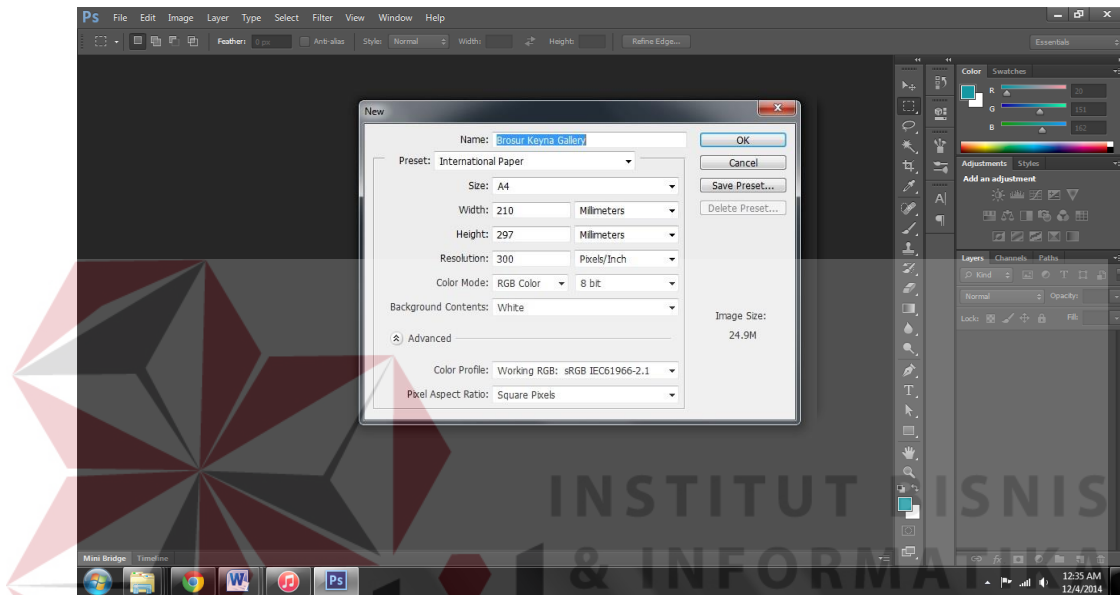 Ps File Edit Image Layer Type Select Filter View Window Help
Feather: 0 px Anti-alias Style: Normal Width: Height: Refine Edge... Essentials
Color Swatches
R 20
G 151
B 162
Adjustments Styles
Add an adjustment
Layers Channels Paths
Kind
Normal Opacity:
Lock: Fill:
New
Name: Brosur Keyna Gallery
OK
Preset: International Paper
Cancel
Size: A4
Save Preset...
Width: 210 Millimeters
Delete Preset...
Height: 297 Millimeters
Resolution: 300 Pixels/Inch
Color Mode: RGB Color 8 bit
Background Contents: White
Image Size:
24.9M
Advanced
Color Profile: Working RGB: sRGB IEC61966-2.1
Pixel Aspect Ratio: Square Pixels
INSTITUT BISNIS
& INFORMATIKA
Mini Bridge Timeline
W Ps
12:35 AM
12/4/2014